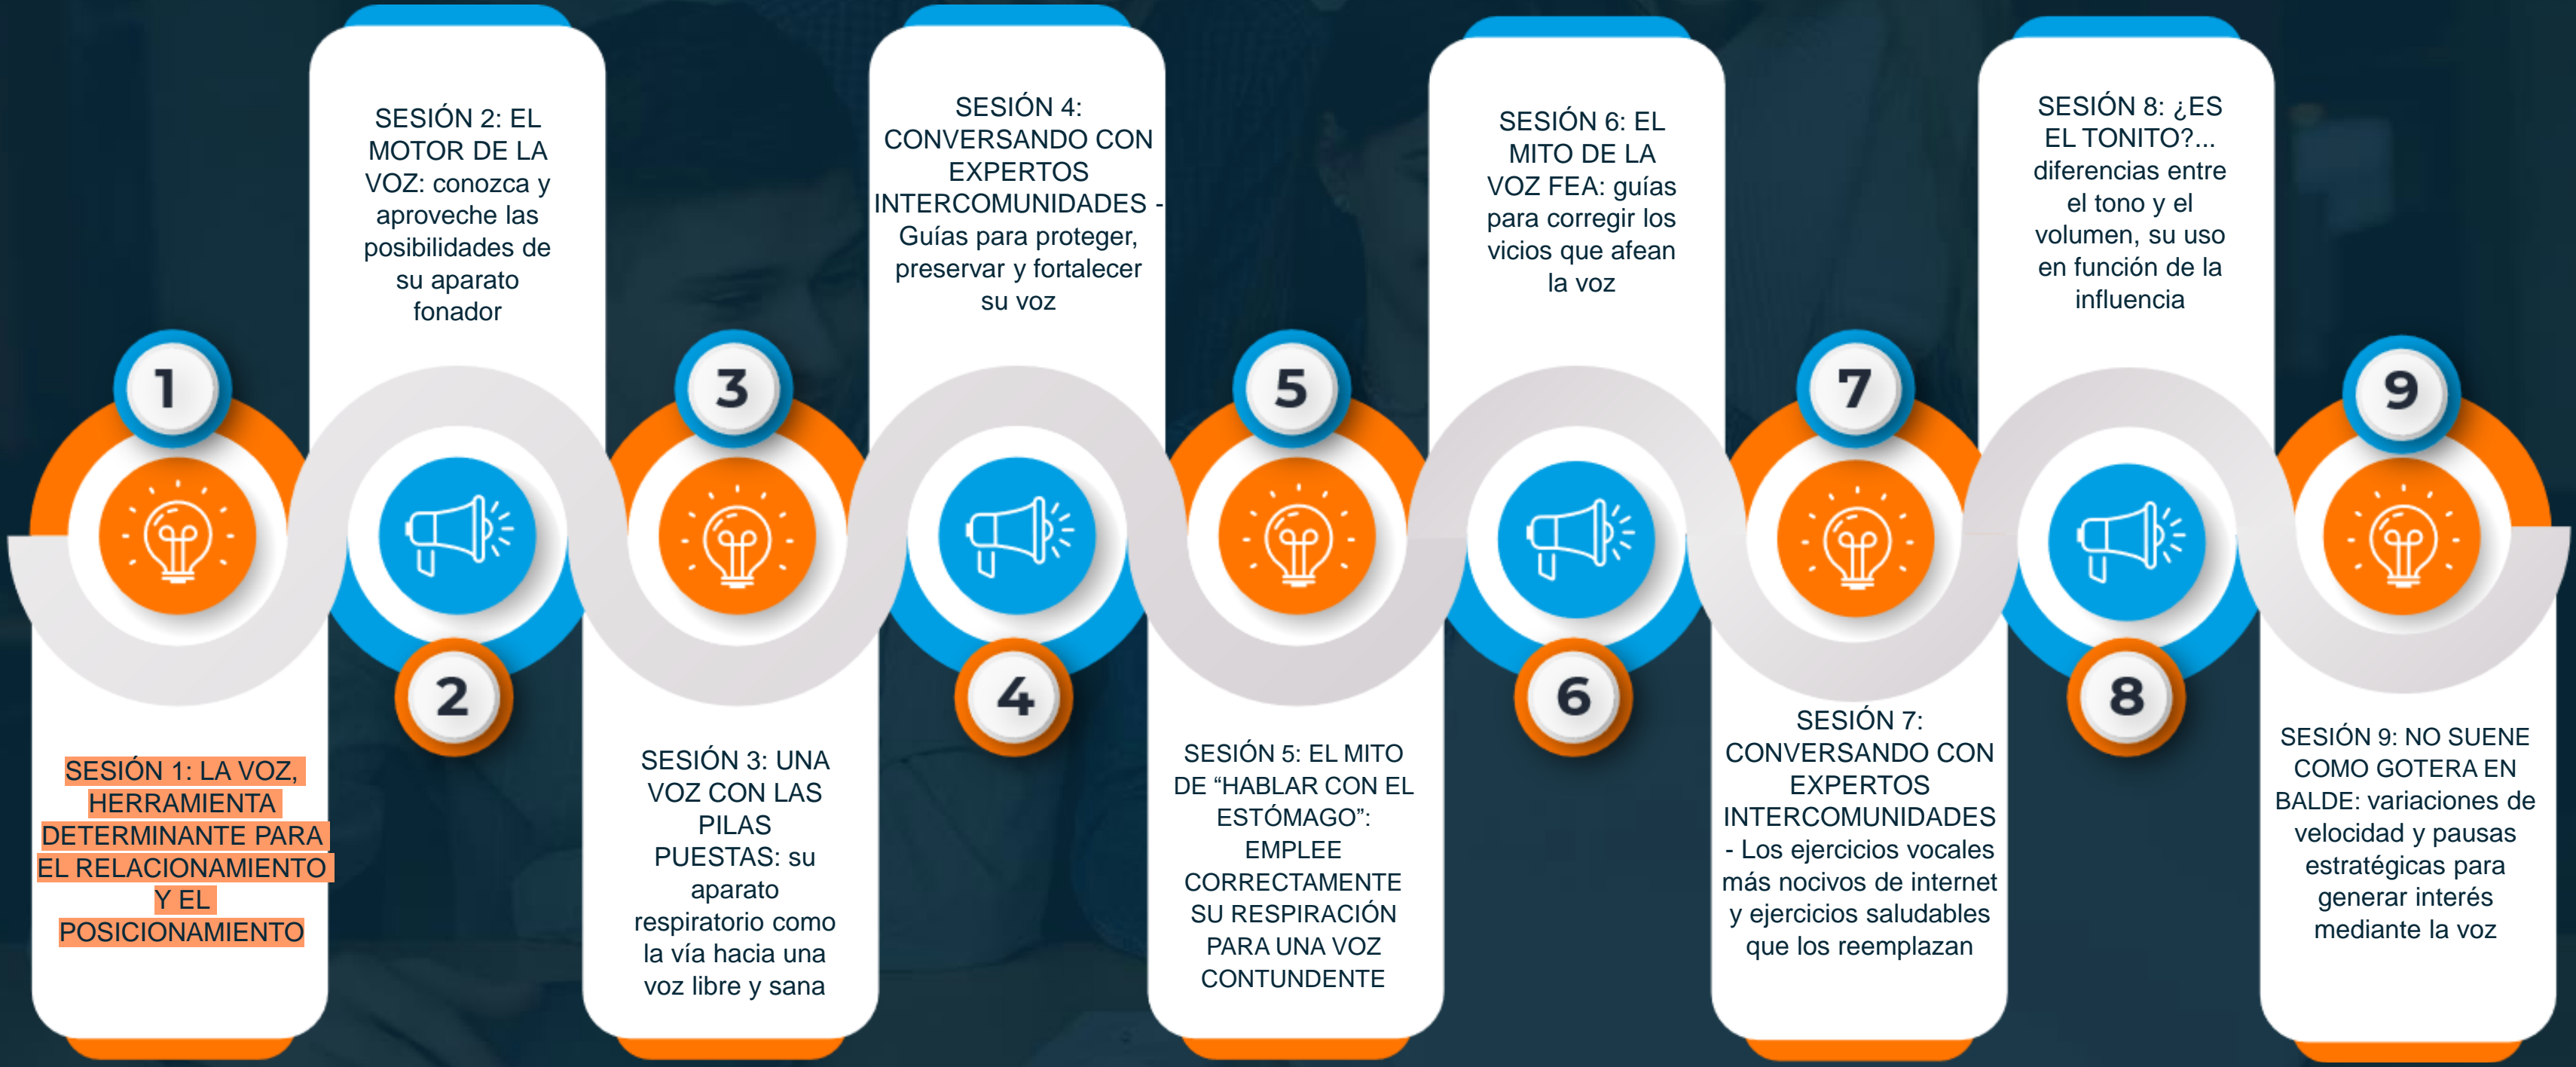 1
SESIÓN 1: LA VOZ,
HERRAMIENTA
DETERMINANTE PARA
EL RELACIONAMIENTO
Y EL
POSICIONAMIENTO
SESIÓN 2: EL
MOTOR DE LA
VOZ: conozca y
aproveche las
posibilidades de
su aparato
fonador
2
3
SESIÓN 3: UNA
VOZ CON LAS
PILAS
PUESTAS: su
aparato
respiratorio como
la vía hacia una
voz libre y sana
SESIÓN 4:
CONVERSANDO CON
EXPERTOS
INTERCOMUNIDADES -
Guías para proteger,
preservar y fortalecer
su voz
4
5
SESIÓN 5: EL MITO
DE “HABLAR CON EL
ESTÓMAGO”:
EMPLEE
CORRECTAMENTE
SU RESPIRACIÓN
PARA UNA VOZ
CONTUNDENTE
SESIÓN 6: EL
MITO DE LA
VOZ FEA: guías
para corregir los
vicios que afean
la voz
6
7
SESIÓN 7:
CONVERSANDO CON
EXPERTOS
INTERCOMUNIDADES
- Los ejercicios vocales
más nocivos de internet
y ejercicios saludables
que los reemplazan
SESIÓN 8: ¿ES
EL TONITO?...
diferencias entre
el tono y el
volumen, su uso
en función de la
influencia
8
9
SESIÓN 9: NO SUENE
COMO GOTERA EN
BALDE: variaciones de
velocidad y pausas
estratégicas para
generar interés
mediante la voz